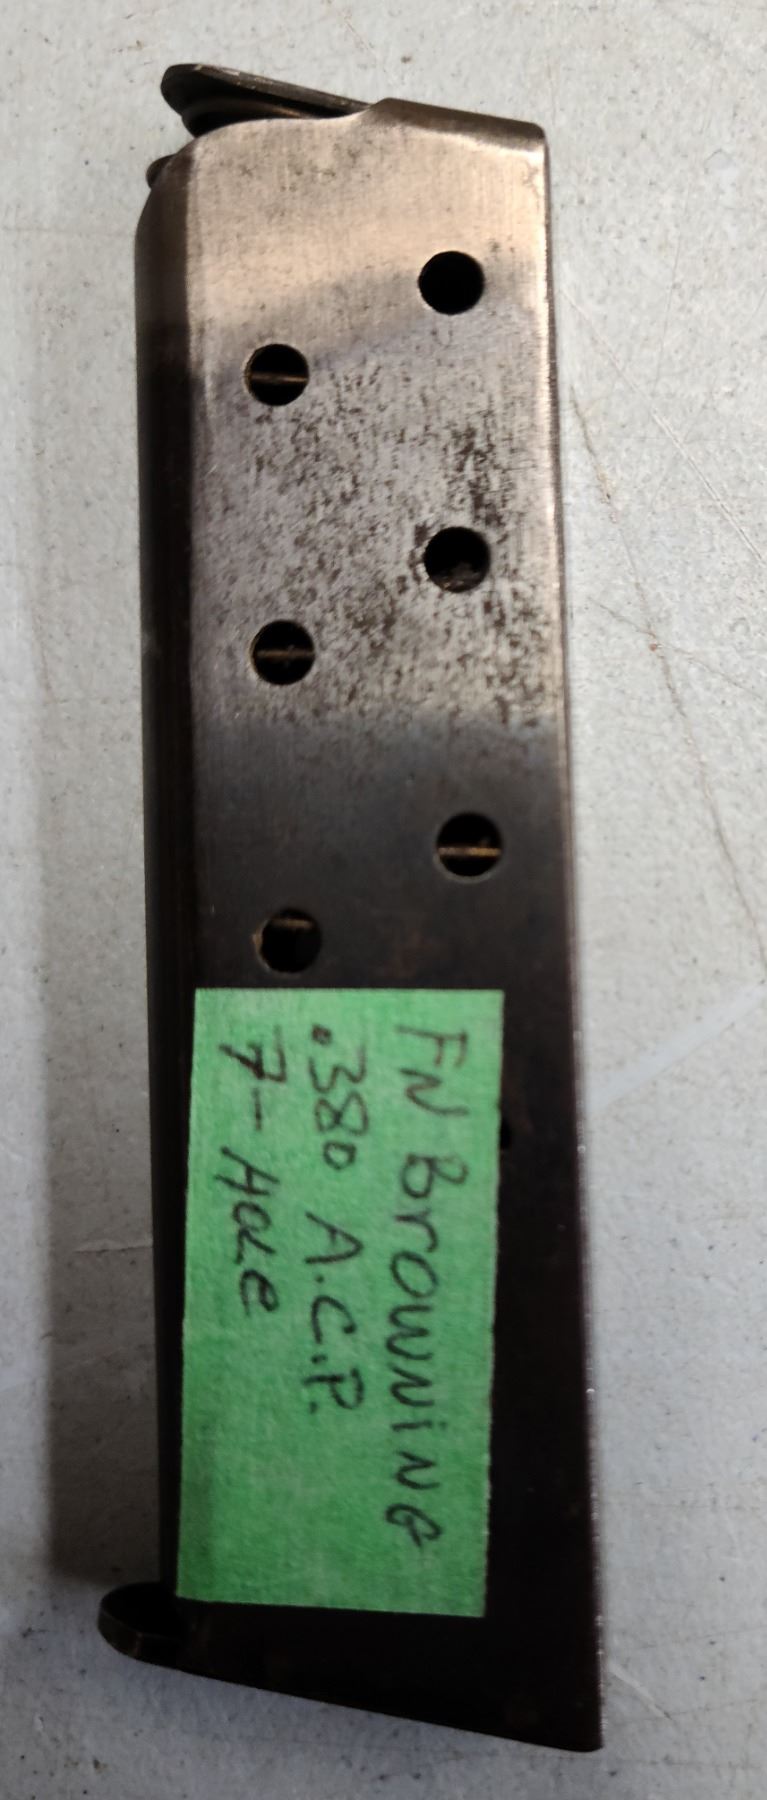 FN BrowNiNG
.380 A.C.P.
7-HOLE